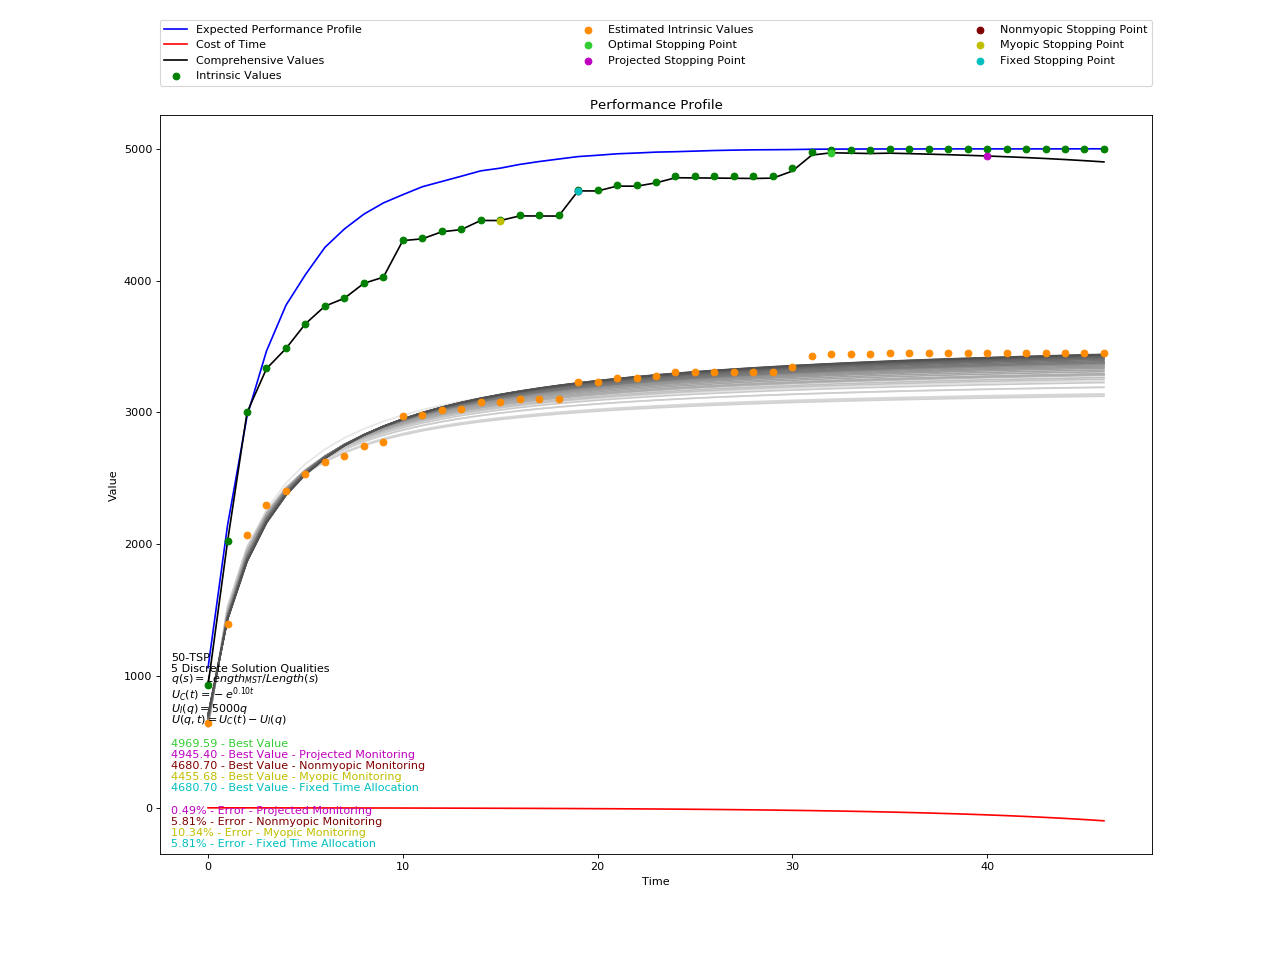 Expected Performance Profile
Cost of Time
Comprehensive Values
Intrinsic Values
Estimated Intrinsic Values
Optimal Stopping Point
Projected Stopping Point
Nonmyopic Stopping Point
Myopic Stopping Point
Fixed Stopping Point
Performance Profile
5000
4000
3000
2000
1000
0
Value
50-TSP
5 Discrete Solution Qualities
q(s) = Length_MST/Length(s)
U_C(t) = −e^0.10t
U_I(q) = 5000q
U(q, t) = U_C(t) − U_I(q)
4969.59 - Best Value
4945.40 - Best Value - Projected Monitoring
4680.70 - Best Value - Nonmyopic Monitoring
4455.68 - Best Value - Myopic Monitoring
4680.70 - Best Value - Fixed Time Allocation
0.49% - Error - Projected Monitoring
5.81% - Error - Nonmyopic Monitoring
10.34% - Error - Myopic Monitoring
5.81% - Error - Fixed Time Allocation
0 10 20 30 40
Time